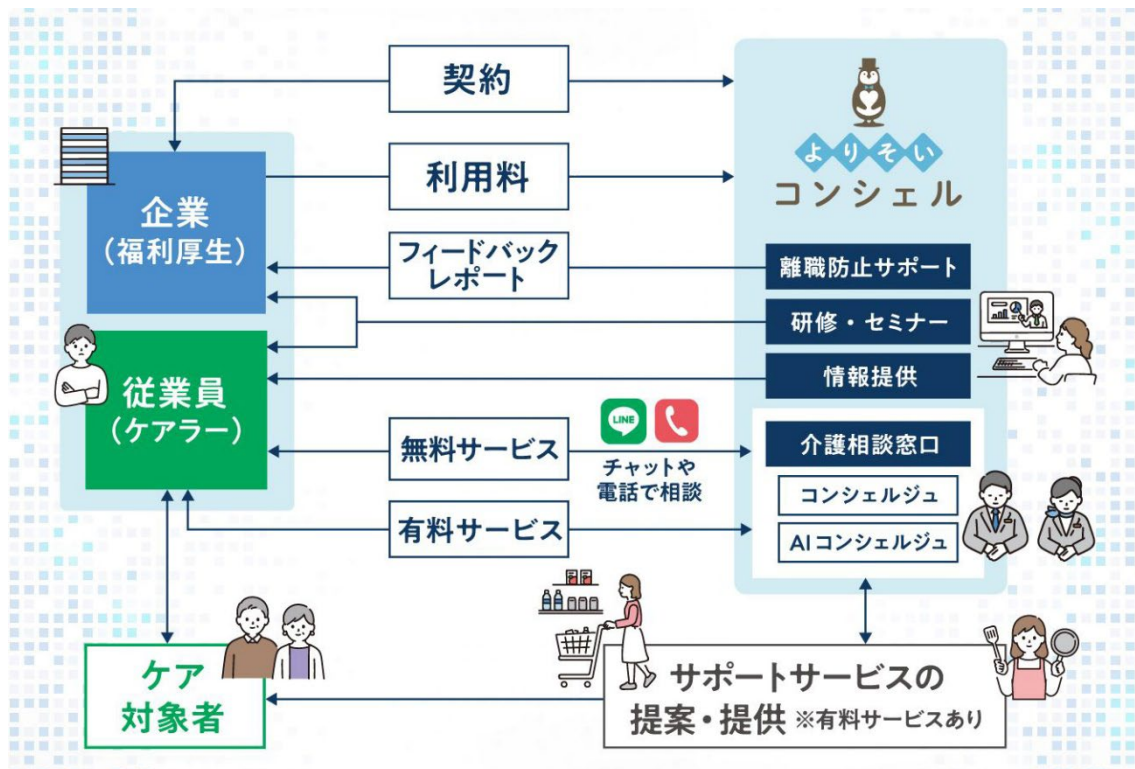 契約
よりそい
コンシェル
利用料
企業
（福利厚生）
フィードバック
レポート
離職防止サポート
研修・セミナー
情報提供
従業員
（ケアラー）
無料サービス
LINE
チャットや
電話で相談
介護相談窓口
コンシェルジュ
有料サービス
AIコンシェルジュ
ケア
対象者
サポートサービスの
提案・提供 ※有料サービスあり